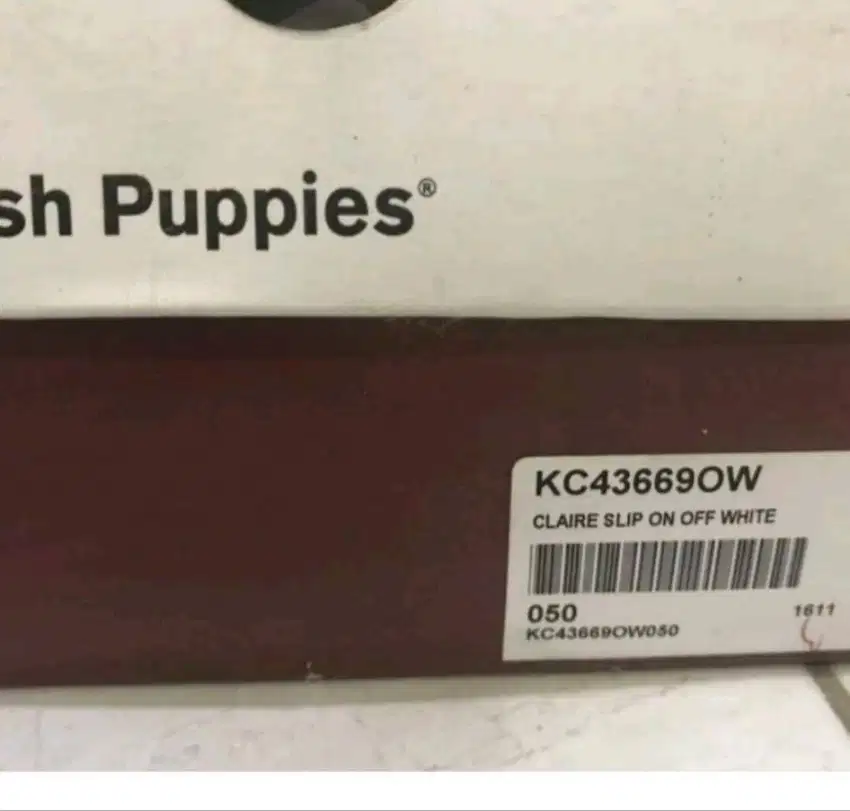 sh Puppies®
KC43669OW
CLAIRE SLIP ON OFF WHITE
050
1611
KC43669OW050